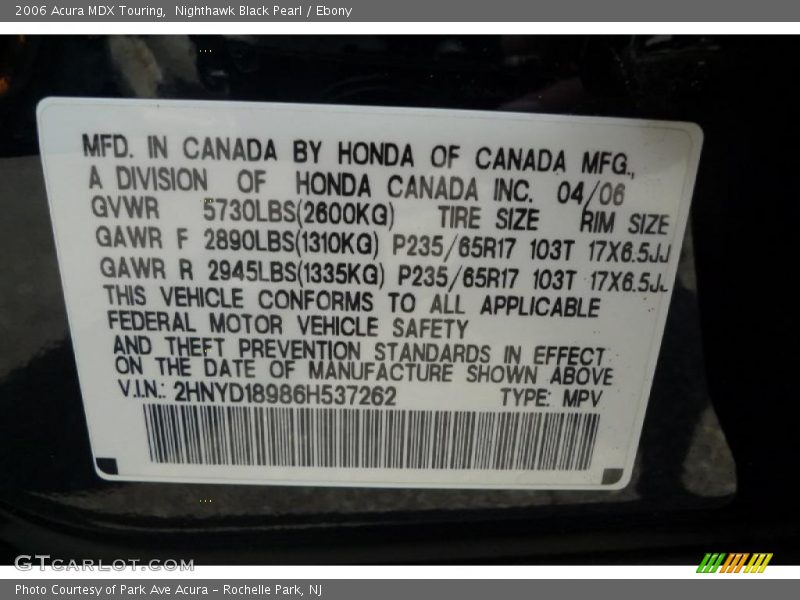 2006 Acura MDX Touring,  Nighthawk Black Pearl / Ebony
MFD. IN CANADA BY HONDA OF CANADA MFG.,
A DIVISION OF HONDA CANADA INC. 04/06
GVWR 5730LBS(2600KG) TIRE SIZE RIM SIZE
GAWR F 2890LBS(1310KG) P235/65R17 103T 17X6.5JJ
GAWR R 2945LBS(1335KG) P235/65R17 103T 17X6.5JJ
THIS VEHICLE CONFORMS TO ALL APPLICABLE
FEDERAL MOTOR VEHICLE SAFETY
AND THEFT PREVENTION STANDARDS IN EFFECT
ON THE DATE OF MANUFACTURE SHOWN ABOVE
V.I.N.: 2HNYD18986H537262 TYPE: MPV
GTCARLOT.COM
Photo Courtesy of Park Ave Acura - Rochelle Park, NJ